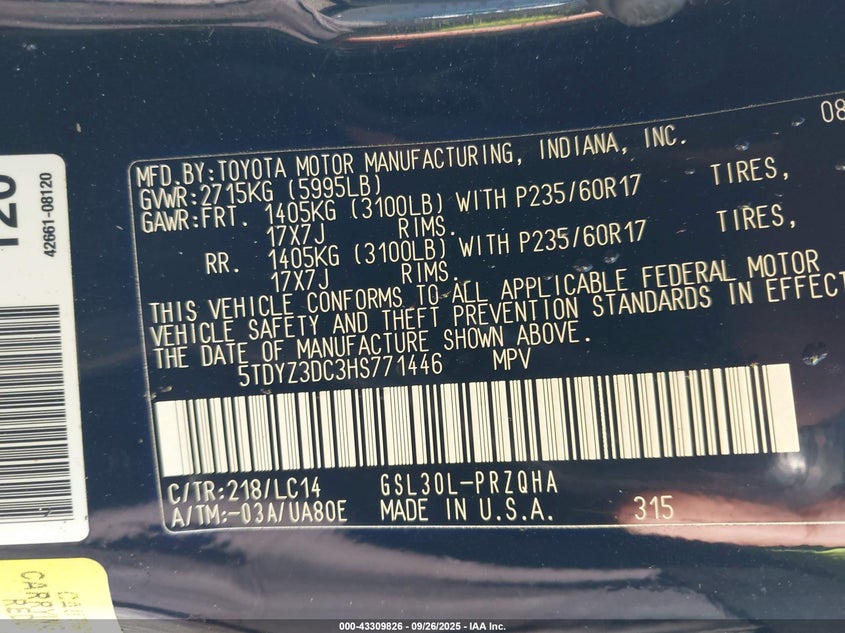 08
MFD.BY:TOYOTA MOTOR MANUFACTURING, INDIANA, INC.
GVWR:2715KG (5995LB)
GAWR:FRT. 1405KG (3100LB) WITH P235/60R17 TIRES,
17X7J RIMS.
RR. 1405KG (3100LB) WITH P235/60R17 TIRES,
17X7J RIMS.
THIS VEHICLE CONFORMS TO ALL APPLICABLE FEDERAL MOTOR
VEHICLE SAFETY AND THEFT PREVENTION STANDARDS IN EFFECT
THE DATE OF MANUFACTURE SHOWN ABOVE.
5TDYZ3DC3HS771446 MPV
C/TR:218/LC14 GSL30L-PRZQHA
A/TM:-03A/UA80E MADE IN U.S.A. 315
42661-08120
000-43309826 - 09/26/2025 - IAA Inc.